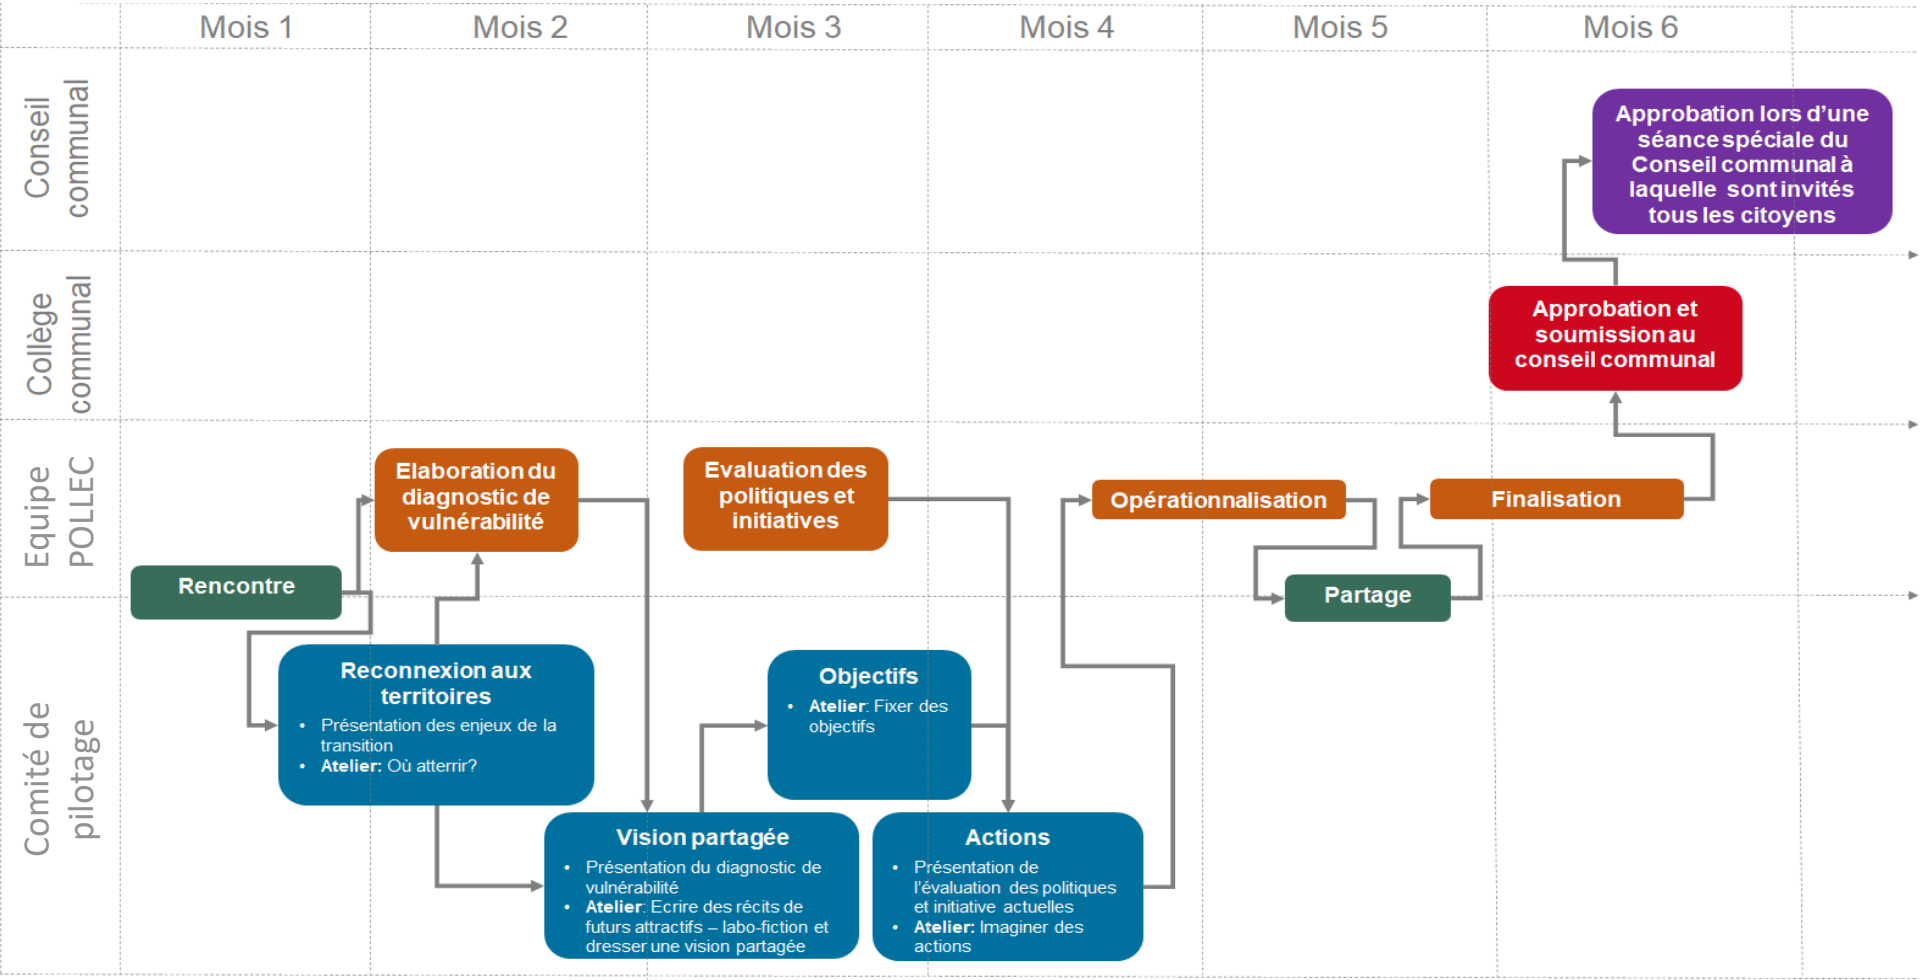 Mois 1
Mois 2
Mois 3
Mois 4
Mois 5
Mois 6
Conseil
communal
Approbation lors d’une
séance spéciale du
Conseil communal à
laquelle sont invités
tous les citoyens
Collège
communal
Approbation et
soumission au
conseil communal
Equipe
POLLEC
Elaboration du
diagnostic de
vulnérabilité
Evaluation des
politiques et
initiatives
Opérationnalisation
Finalisation
Rencontre
Partage
Comité de
pilotage
Reconnexion aux
territoires
• Présentation des enjeux de la
transition
• Atelier: Où atterrir?
Objectifs
• Atelier: Fixer des
objectifs
Vision partagée
• Présentation du diagnostic de
vulnérabilité
• Atelier: Ecrire des récits de
futurs attractifs – labo-fiction et
dresser une vision partagée
Actions
• Présentation de
l’évaluation des politiques
et initiative actuelles
• Atelier: Imaginer des
actions